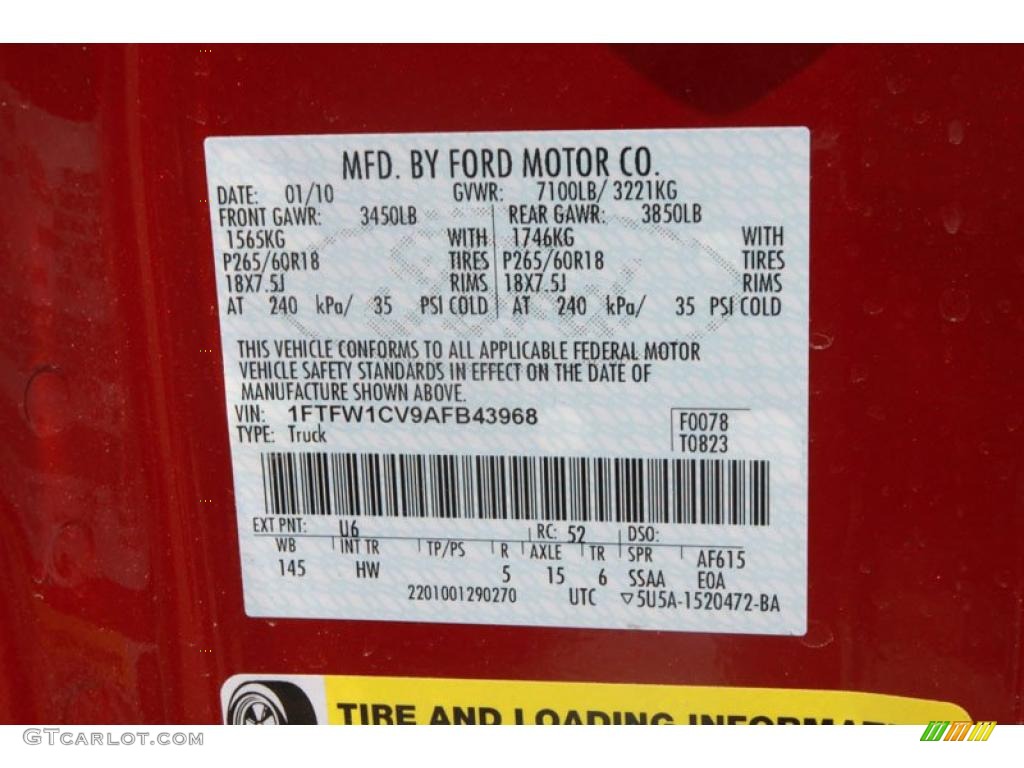 MFD. BY FORD MOTOR CO.
DATE: 01/10 GVWR: 7100LB/ 3221KG
FRONT GAWR: 3450LB REAR GAWR: 3850LB
1565KG WITH 1746KG WITH
P265/60R18 TIRES P265/60R18 TIRES
18X7.5J RIMS 18X7.5J RIMS
AT 240 kPa/ 35 PSI COLD AT 240 kPa/ 35 PSI COLD
THIS VEHICLE CONFORMS TO ALL APPLICABLE FEDERAL MOTOR
VEHICLE SAFETY STANDARDS IN EFFECT ON THE DATE OF
MANUFACTURE SHOWN ABOVE.
VIN: 1FTFW1CV9AFB43968 F0078
TYPE: Truck T0823
EXT PNT: U6 RC: 52 DSO:
WB INT TR TP/PS R AXLE TR SPR AF615
145 HW 5 15 6 SSAA EOA
2201001290270 UTC ▽5U5A-1520472-BA
TIRE AND LOADING
GTCarLot.com